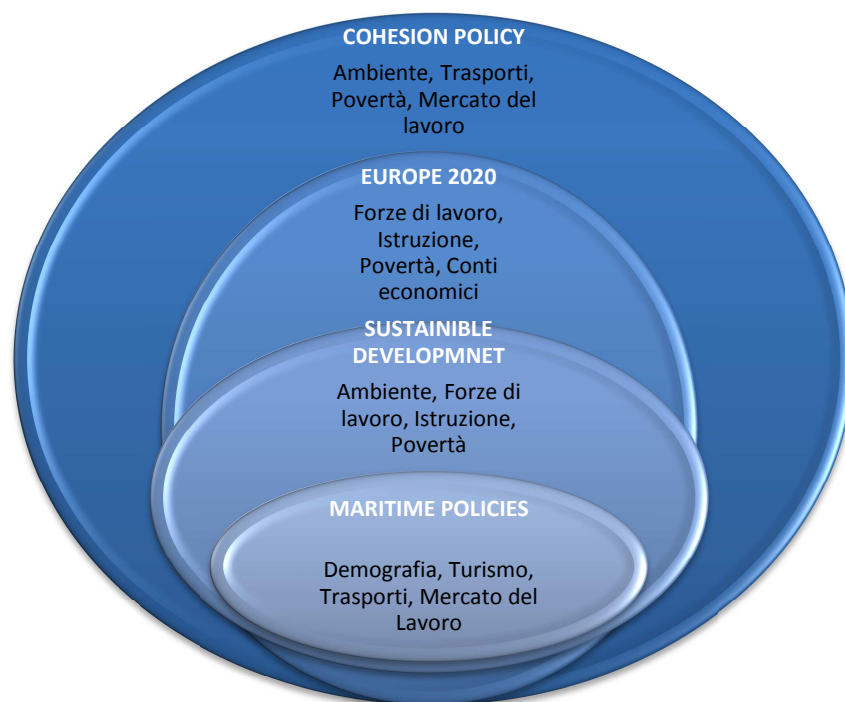 COHESION POLICY
Ambiente, Trasporti,
Povertà, Mercato del
lavoro
EUROPE 2020
Forze di lavoro,
Istruzione,
Povertà, Conti
economici
SUSTAINIBLE
DEVELOPMNET
Ambiente, Forze di
lavoro, Istruzione,
Povertà
MARITIME POLICIES
Demografia, Turismo,
Trasporti, Mercato del
Lavoro